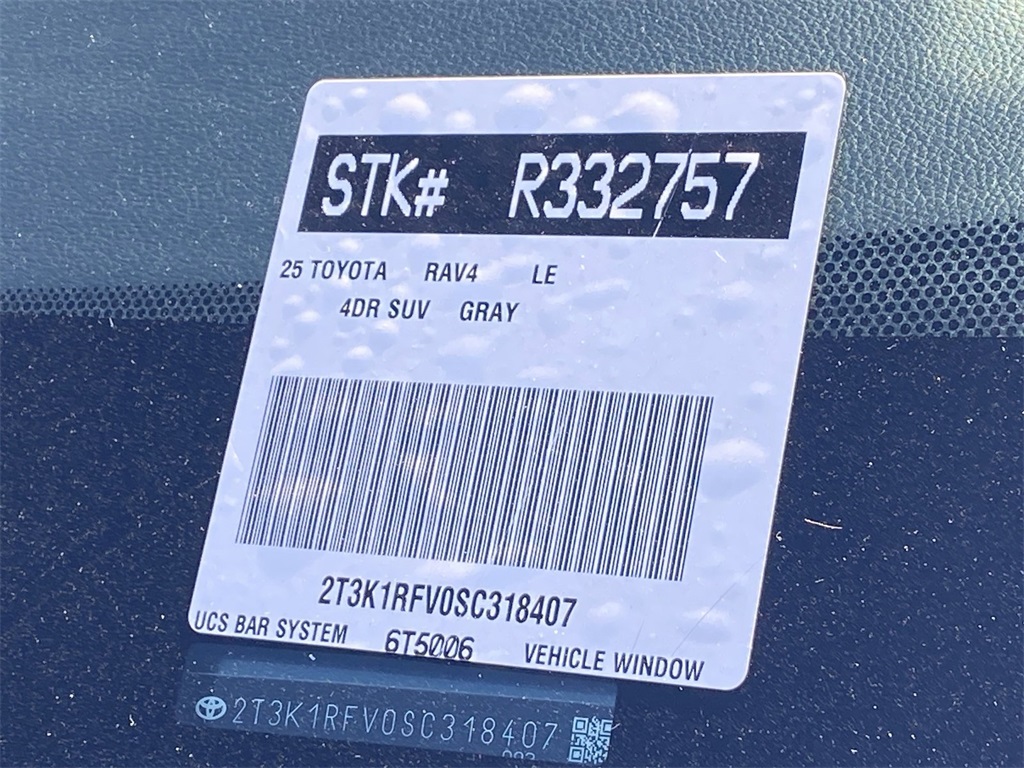 STK# R332757
25 TOYOTA RAV4 LE
4DR SUV GRAY
2T3K1RFV0SC318407
UCS BAR SYSTEM 6T5006 VEHICLE WINDOW
2T3K1RFV0SC318407